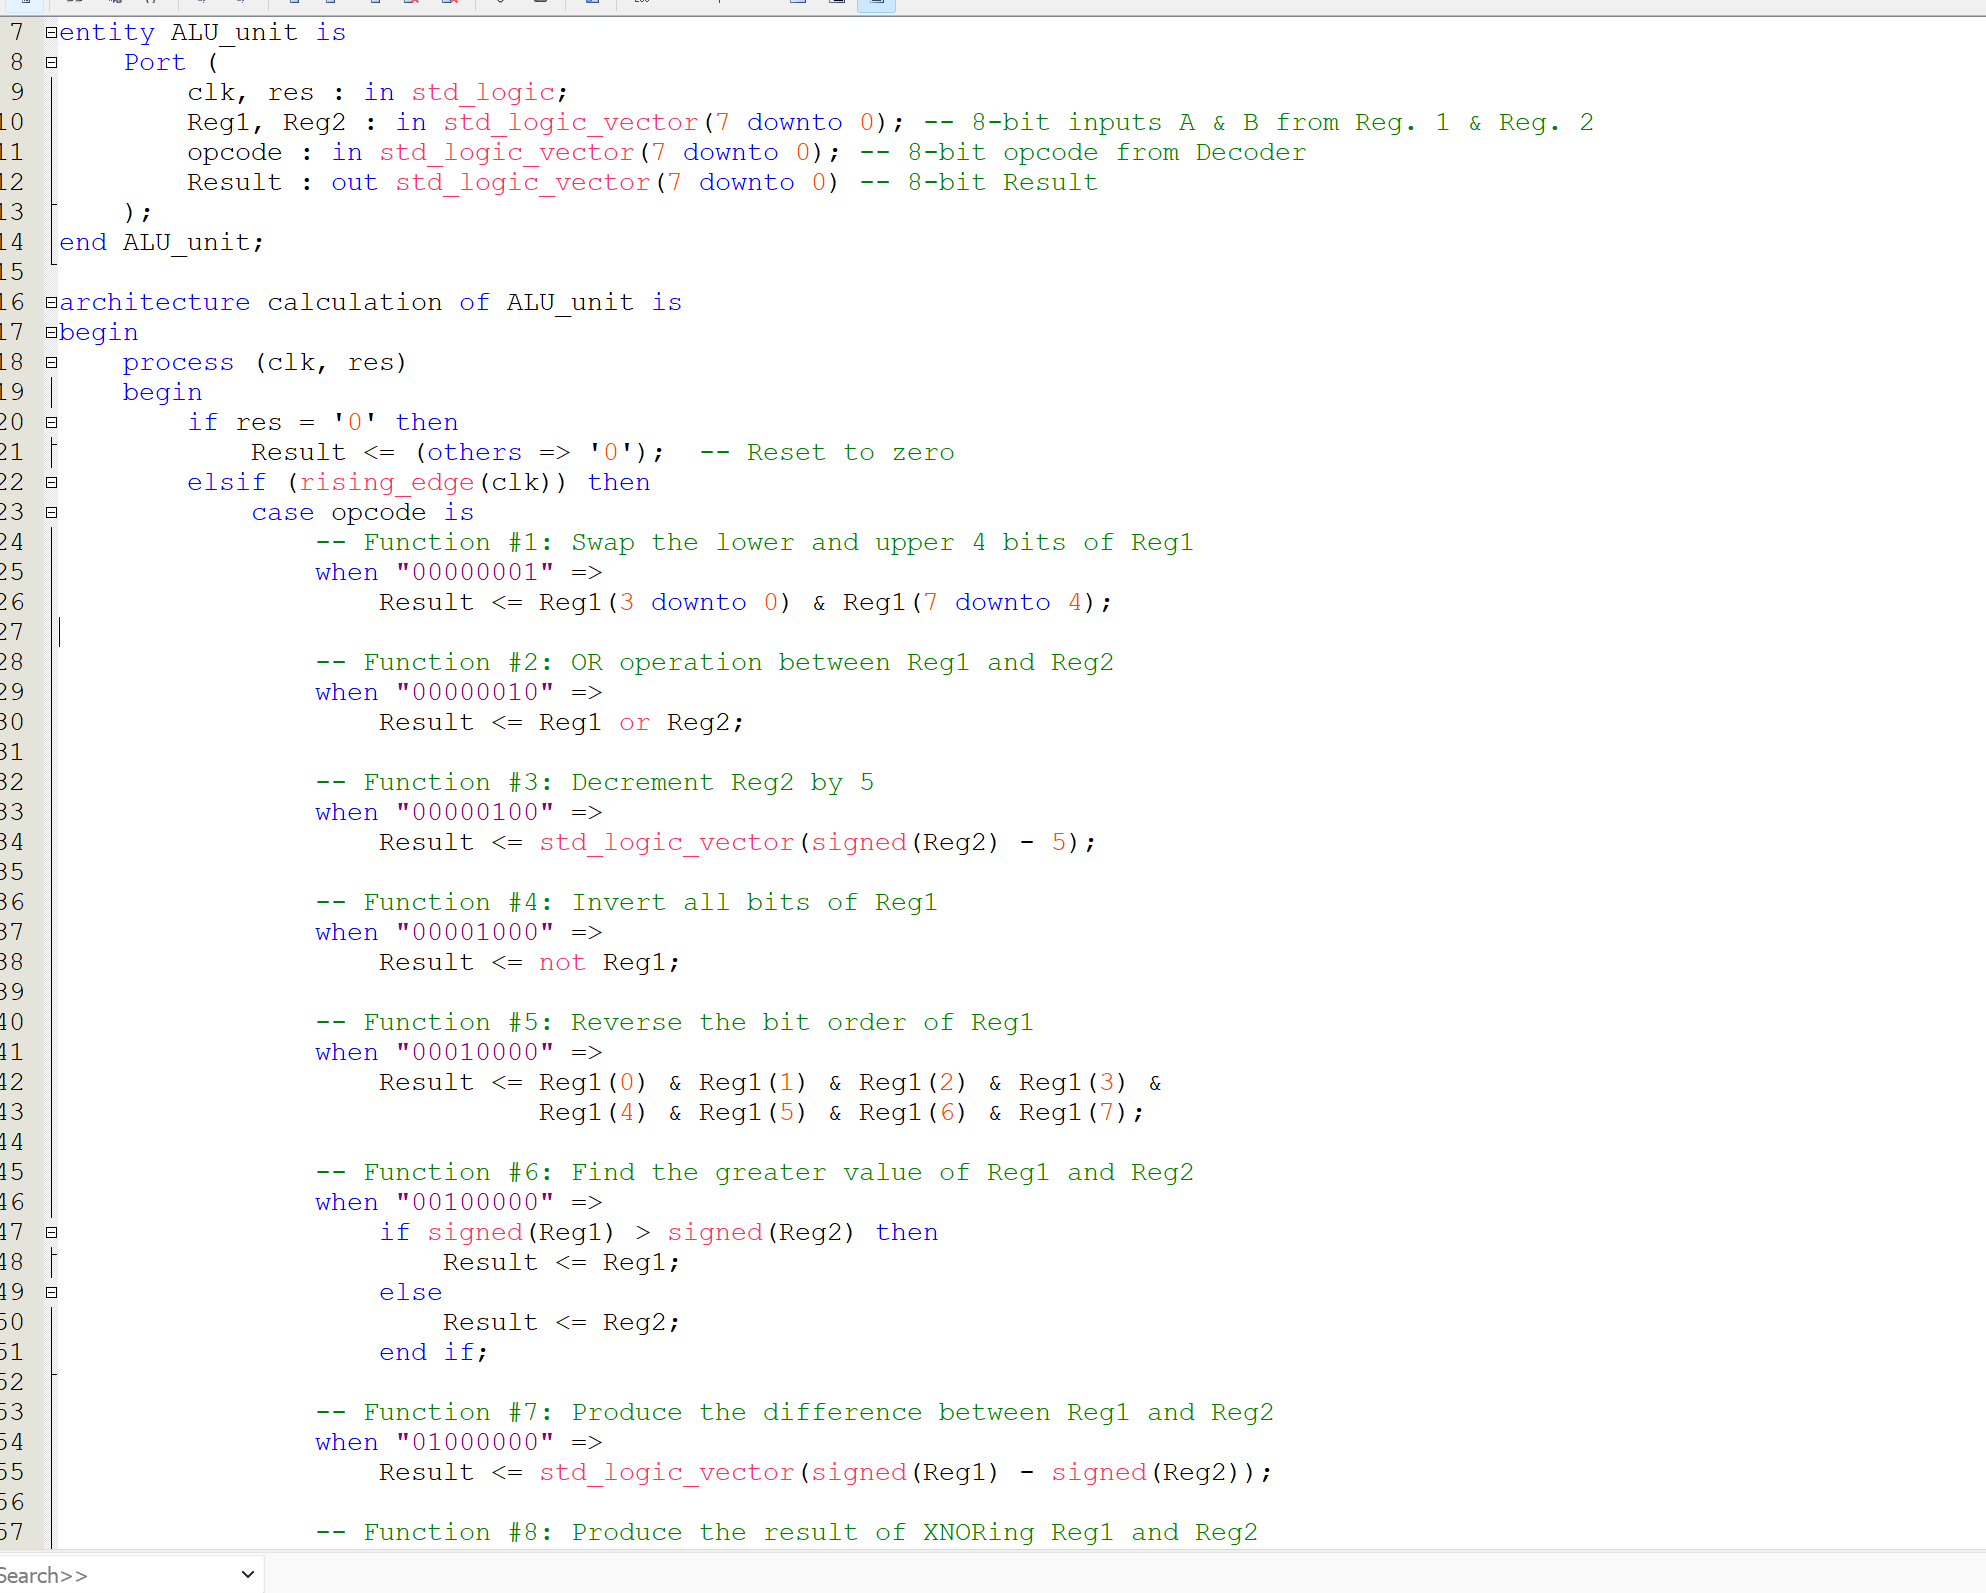 7 entity ALU_unit is
8     Port (
9         clk, res : in std_logic;
10         Reg1, Reg2 : in std_logic_vector(7 downto 0); -- 8-bit inputs A & B from Reg. 1 & Reg. 2
11         opcode : in std_logic_vector(7 downto 0); -- 8-bit opcode from Decoder
12         Result : out std_logic_vector(7 downto 0) -- 8-bit Result
13     );
14 end ALU_unit;
15
16 architecture calculation of ALU_unit is
17 begin
18     process (clk, res)
19     begin
20         if res = '0' then
21             Result <= (others => '0');  -- Reset to zero
22         elsif (rising_edge(clk)) then
23             case opcode is
24                 -- Function #1: Swap the lower and upper 4 bits of Reg1
25                 when "00000001" =>
26                     Result <= Reg1(3 downto 0) & Reg1(7 downto 4);
27
28                 -- Function #2: OR operation between Reg1 and Reg2
29                 when "00000010" =>
30                     Result <= Reg1 or Reg2;
31
32                 -- Function #3: Decrement Reg2 by 5
33                 when "00000100" =>
34                     Result <= std_logic_vector(signed(Reg2) - 5);
35
36                 -- Function #4: Invert all bits of Reg1
37                 when "00001000" =>
38                     Result <= not Reg1;
39
40                 -- Function #5: Reverse the bit order of Reg1
41                 when "00010000" =>
42                     Result <= Reg1(0) & Reg1(1) & Reg1(2) & Reg1(3) &
43                               Reg1(4) & Reg1(5) & Reg1(6) & Reg1(7);
44
45                 -- Function #6: Find the greater value of Reg1 and Reg2
46                 when "00100000" =>
47                     if signed(Reg1) > signed(Reg2) then
48                         Result <= Reg1;
49                     else
50                         Result <= Reg2;
51                     end if;
52
53                 -- Function #7: Produce the difference between Reg1 and Reg2
54                 when "01000000" =>
55                     Result <= std_logic_vector(signed(Reg1) - signed(Reg2));
56
57                 -- Function #8: Produce the result of XNORing Reg1 and Reg2
Search>>